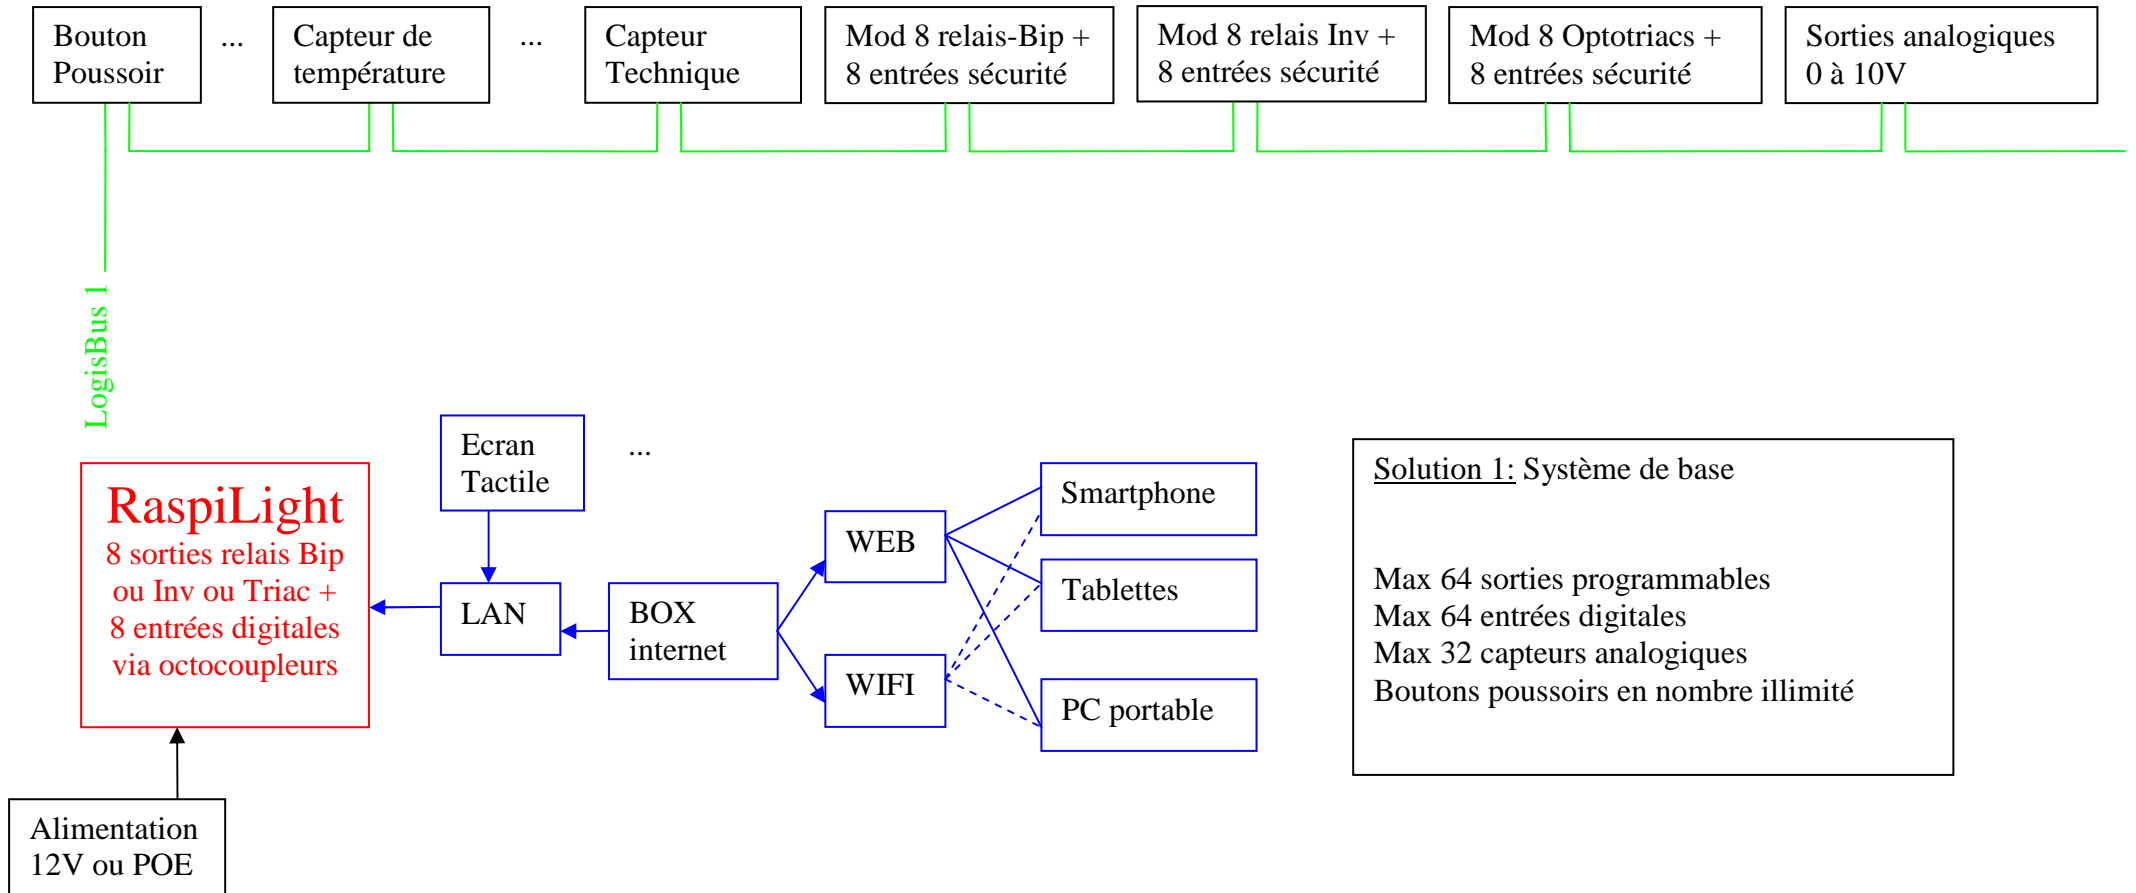 Bouton
Poussoir
...
Capteur de
température
...
Capteur
Technique
Mod 8 relais-Bip +
8 entrées sécurité
Mod 8 relais Inv +
8 entrées sécurité
Mod 8 Optotriacs +
8 entrées sécurité
Sorties analogiques
0 à 10V
LogisBus 1
RaspiLight
8 sorties relais Bip
ou Inv ou Triac +
8 entrées digitales
via octocoupleurs
Alimentation
12V ou POE
Ecran
Tactile
...
LAN
BOX
internet
WEB
WIFI
Smartphone
Tablettes
PC portable
Solution 1: Système de base
Max 64 sorties programmables
Max 64 entrées digitales
Max 32 capteurs analogiques
Boutons poussoirs en nombre illimité